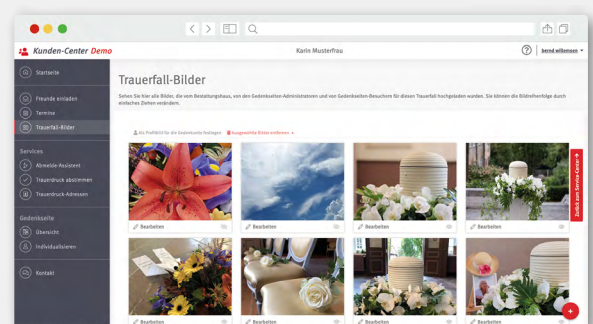 Kunden-Center Demo
Karin Musterfrau
bernd willemsen
Startseite
Freunde einladen
Termine
Trauerfall-Bilder
Services
Abmelde-Assistent
Trauerdruck abstimmen
Trauerdruck-Adressen
Gedenkseite
Übersicht
Individualisieren
Kontakt
Trauerfall-Bilder
Sehen Sie hier alle Bilder, die vom Bestattungshaus, von den Gedenkseiten-Administratoren und von Gedenkseiten-Besuchern für diesen Trauerfall hochgeladen wurden. Sie können die Bildreihenfolge durch
einfaches Ziehen verändern.
Als Profilbild für die Gedenkseite festlegen
Ausgewählte Bilder entfernen
Bearbeiten
Bearbeiten
Bearbeiten
Bearbeiten
Bearbeiten
Bearbeiten
Bearbeiten
Bearbeiten
Zurück zum Service-Center